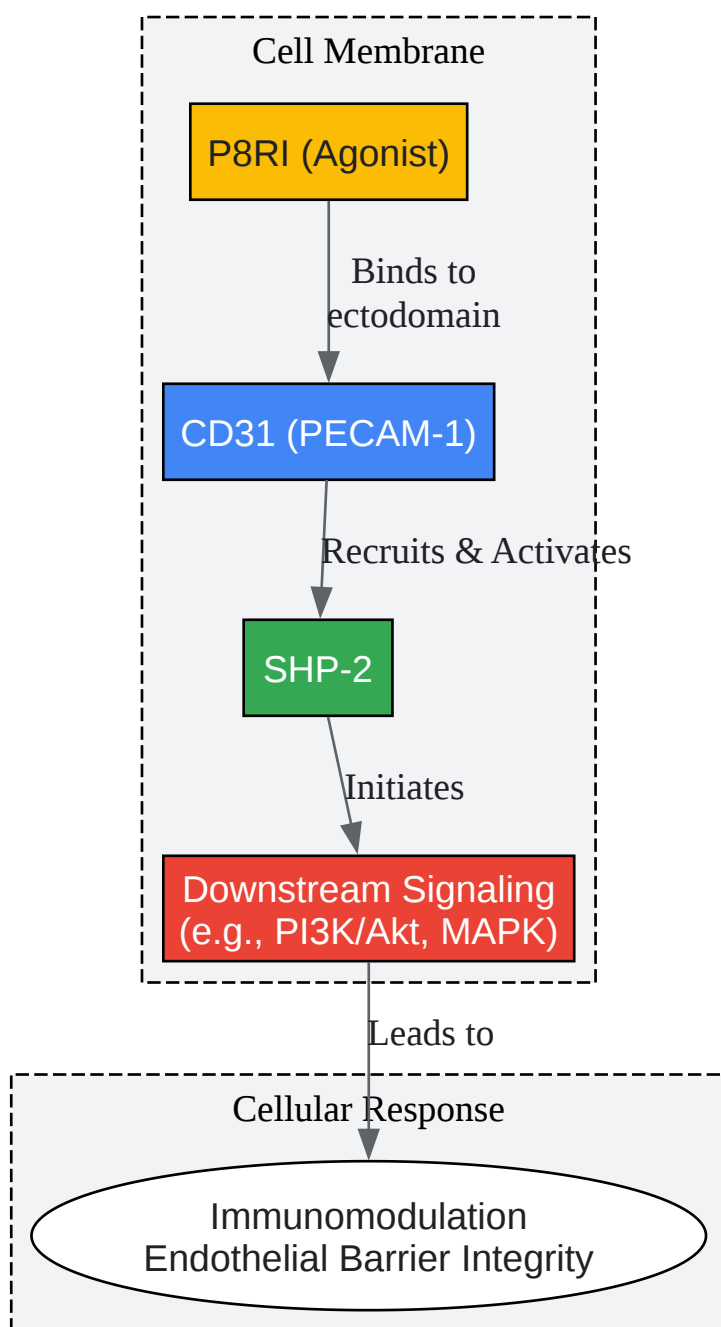 Cell Membrane
P8RI (Agonist)
Binds to
ectodomain
CD31 (PECAM-1)
Recruits & Activates
SHP-2
Initiates
Downstream Signaling
(e.g., PI3K/Akt, MAPK)
Leads to
Cellular Response
Immunomodulation
Endothelial Barrier Integrity